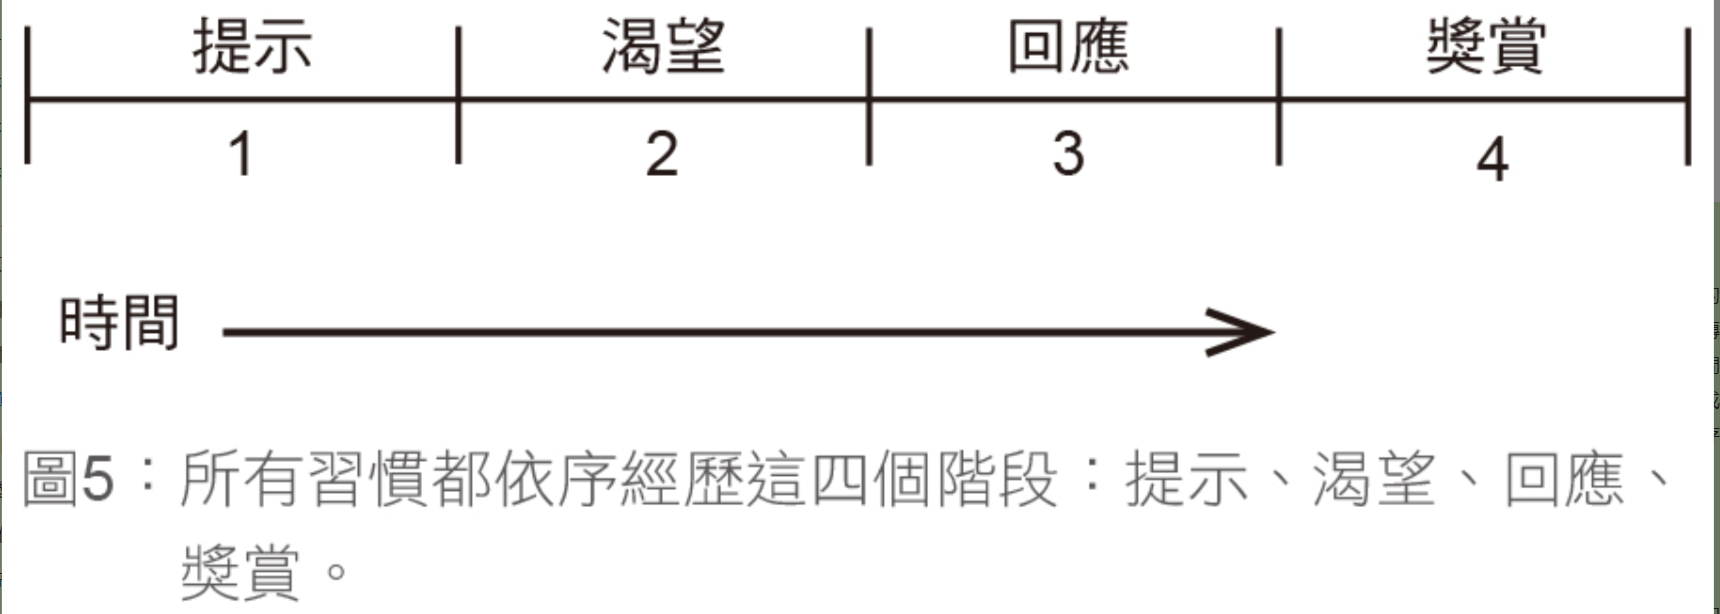 提示 渴望 回應 獎賞
1 2 3 4
時間
圖5：所有習慣都依序經歷這四個階段：提示、渴望、回應、
獎賞。